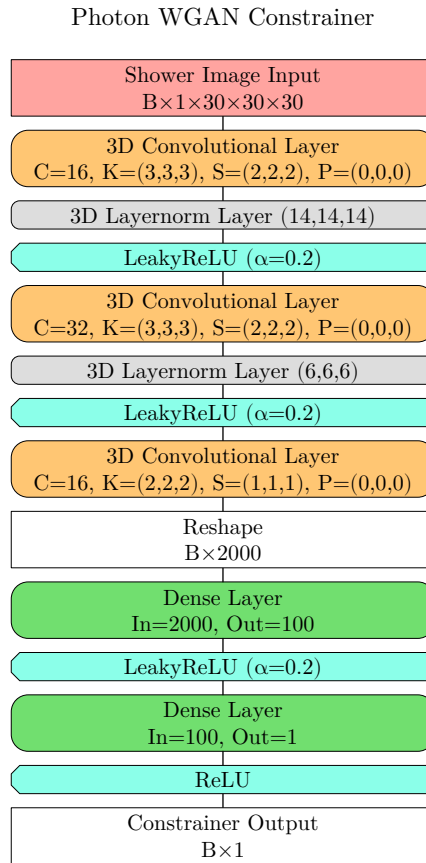 Photon WGAN Constrainer
Shower Image Input
B×1×30×30×30
3D Convolutional Layer
C=16, K=(3,3,3), S=(2,2,2), P=(0,0,0)
3D Layernorm Layer (14,14,14)
LeakyReLU (α=0.2)
3D Convolutional Layer
C=32, K=(3,3,3), S=(2,2,2), P=(0,0,0)
3D Layernorm Layer (6,6,6)
LeakyReLU (α=0.2)
3D Convolutional Layer
C=16, K=(2,2,2), S=(1,1,1), P=(0,0,0)
Reshape
B×2000
Dense Layer
In=2000, Out=100
LeakyReLU (α=0.2)
Dense Layer
In=100, Out=1
ReLU
Constrainer Output
B×1